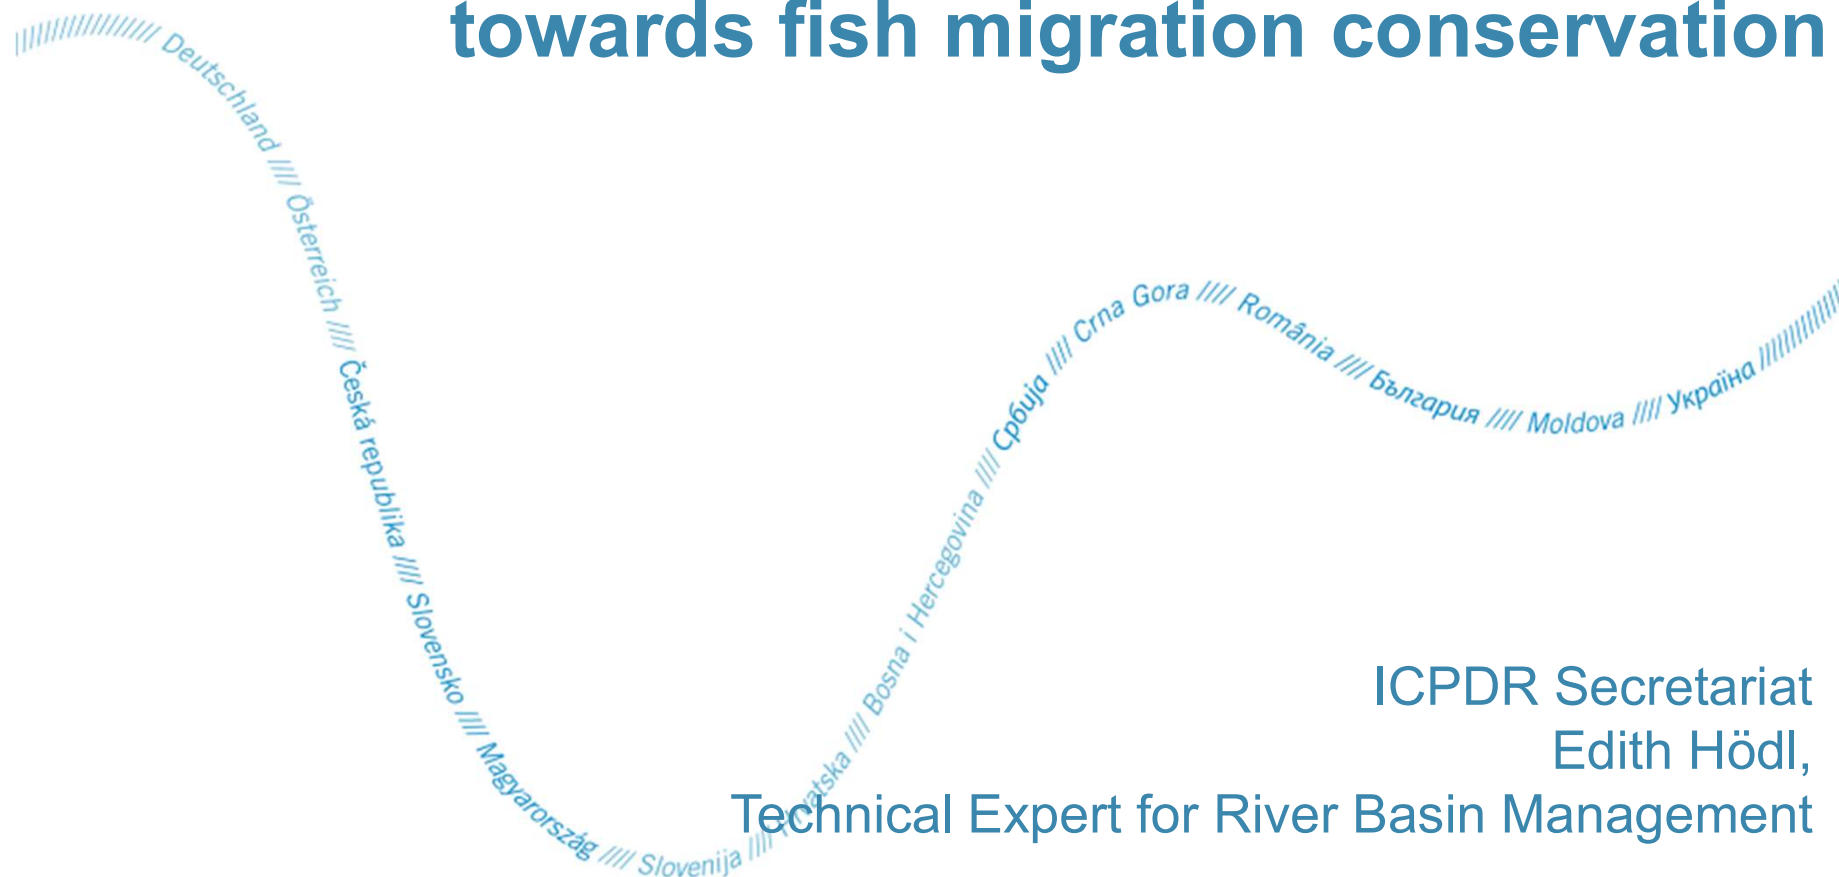 towards fish migration conservation
///////////////// Deutschland //// Österreich //// Česká republika //// Slovensko //// Magyarország //// Slovenija //// Hrvatska //// Bosna i Hercegovina //// Србија //// Crna Gora //// România //// България //// Moldova //// Україна ////////////////
ICPDR Secretariat
Edith Hödl,
Technical Expert for River Basin Management